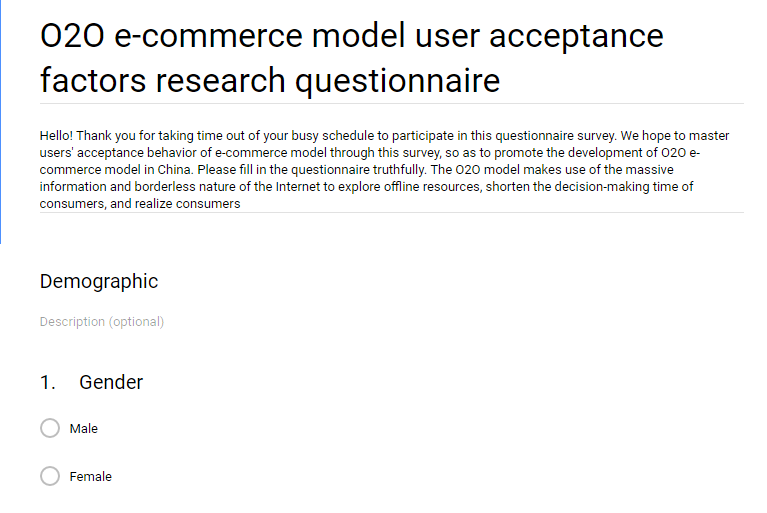 O2O e-commerce model user acceptance
factors research questionnaire
Hello! Thank you for taking time out of your busy schedule to participate in this questionnaire survey. We hope to master
users' acceptance behavior of e-commerce model through this survey, so as to promote the development of O2O e-
commerce model in China. Please fill in the questionnaire truthfully. The O2O model makes use of the massive
information and borderless nature of the Internet to explore offline resources, shorten the decision-making time of
consumers, and realize consumers
Demographic
Description (optional)
1. Gender
Male
Female